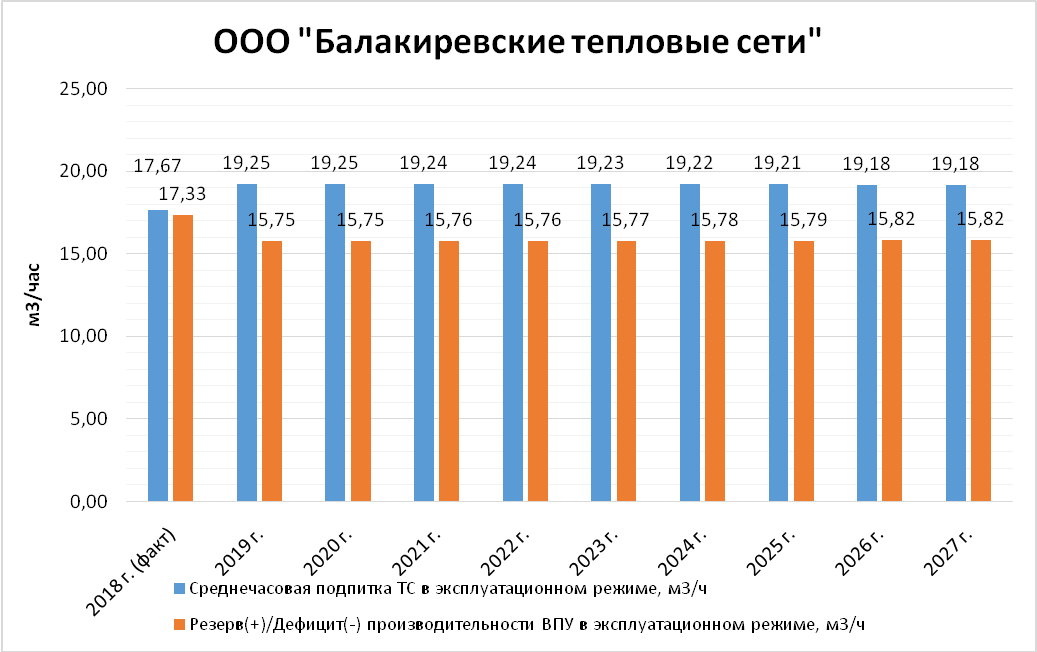 ООО "Балакиревские тепловые сети"
м3/час
25,00
20,00
15,00
10,00
5,00
0,00
17,67 19,25 19,25 19,24 19,24 19,23 19,22 19,21 19,18 19,18
17,33 15,75 15,75 15,76 15,76 15,77 15,78 15,79 15,82 15,82
2018 г. (факт) 2019 г. 2020 г. 2021 г. 2022 г. 2023 г. 2024 г. 2025 г. 2026 г. 2027 г.
Среднечасовая подпитка ТС в эксплуатационном режиме, м3/ч
Резерв(+)/Дефицит(-) производительности ВПУ в эксплуатационном режиме, м3/ч